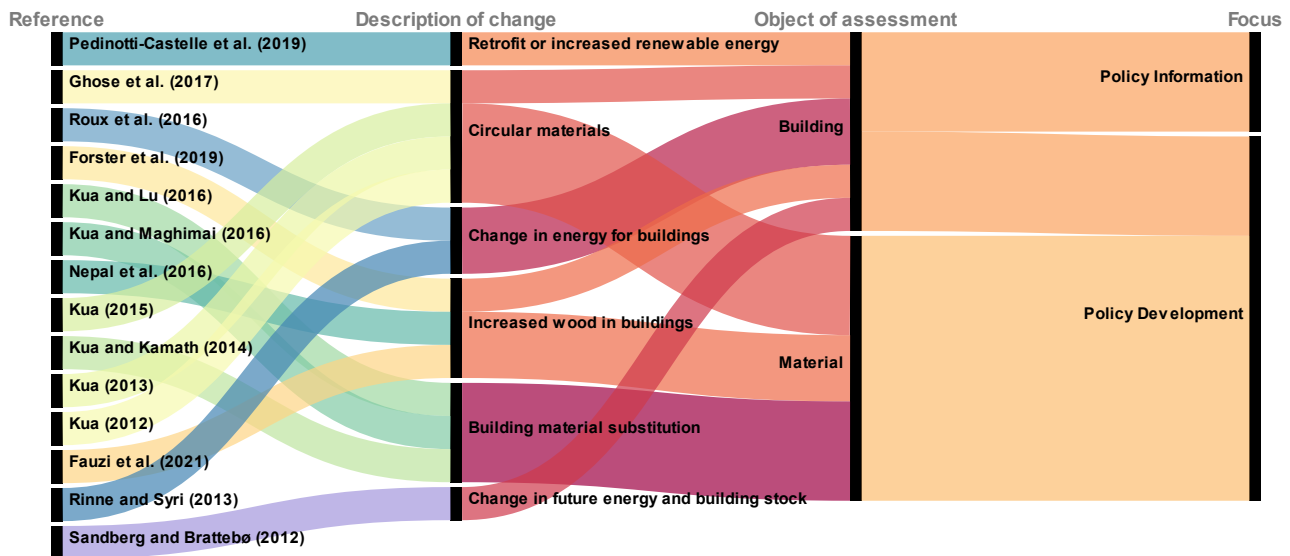 Reference
Description of change
Object of assessment
Focus
Pedinotti-Castelle et al. (2019)
Ghose et al. (2017)
Roux et al. (2016)
Forster et al. (2019)
Kua and Lu (2016)
Kua and Maghimai (2016)
Nepal et al. (2016)
Kua (2015)
Kua and Kamath (2014)
Kua (2013)
Kua (2012)
Fauzi et al. (2021)
Rinne and Syri (2013)
Sandberg and Brattebø (2012)
Retrofit or increased renewable energy
Circular materials
Change in energy for buildings
Increased wood in buildings
Building material substitution
Change in future energy and building stock
Building
Material
Policy Information
Policy Development